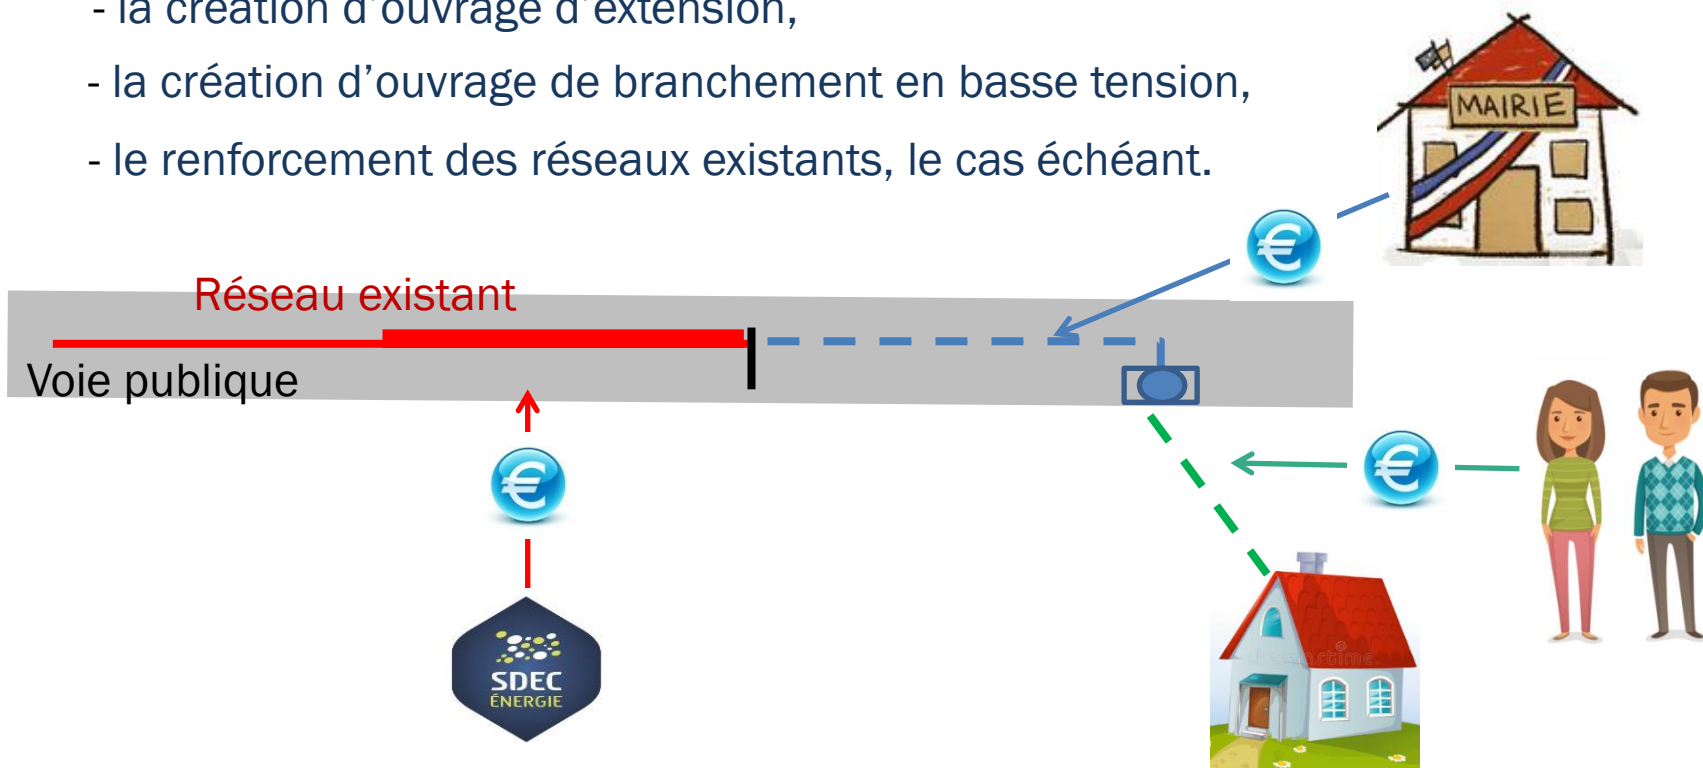 - la création d’ouvrage d’extension,
- la création d’ouvrage de branchement en basse tension,
- le renforcement des réseaux existants, le cas échéant.
MAIRIE
Réseau existant
Voie publique
SDEC
ÉNERGIE